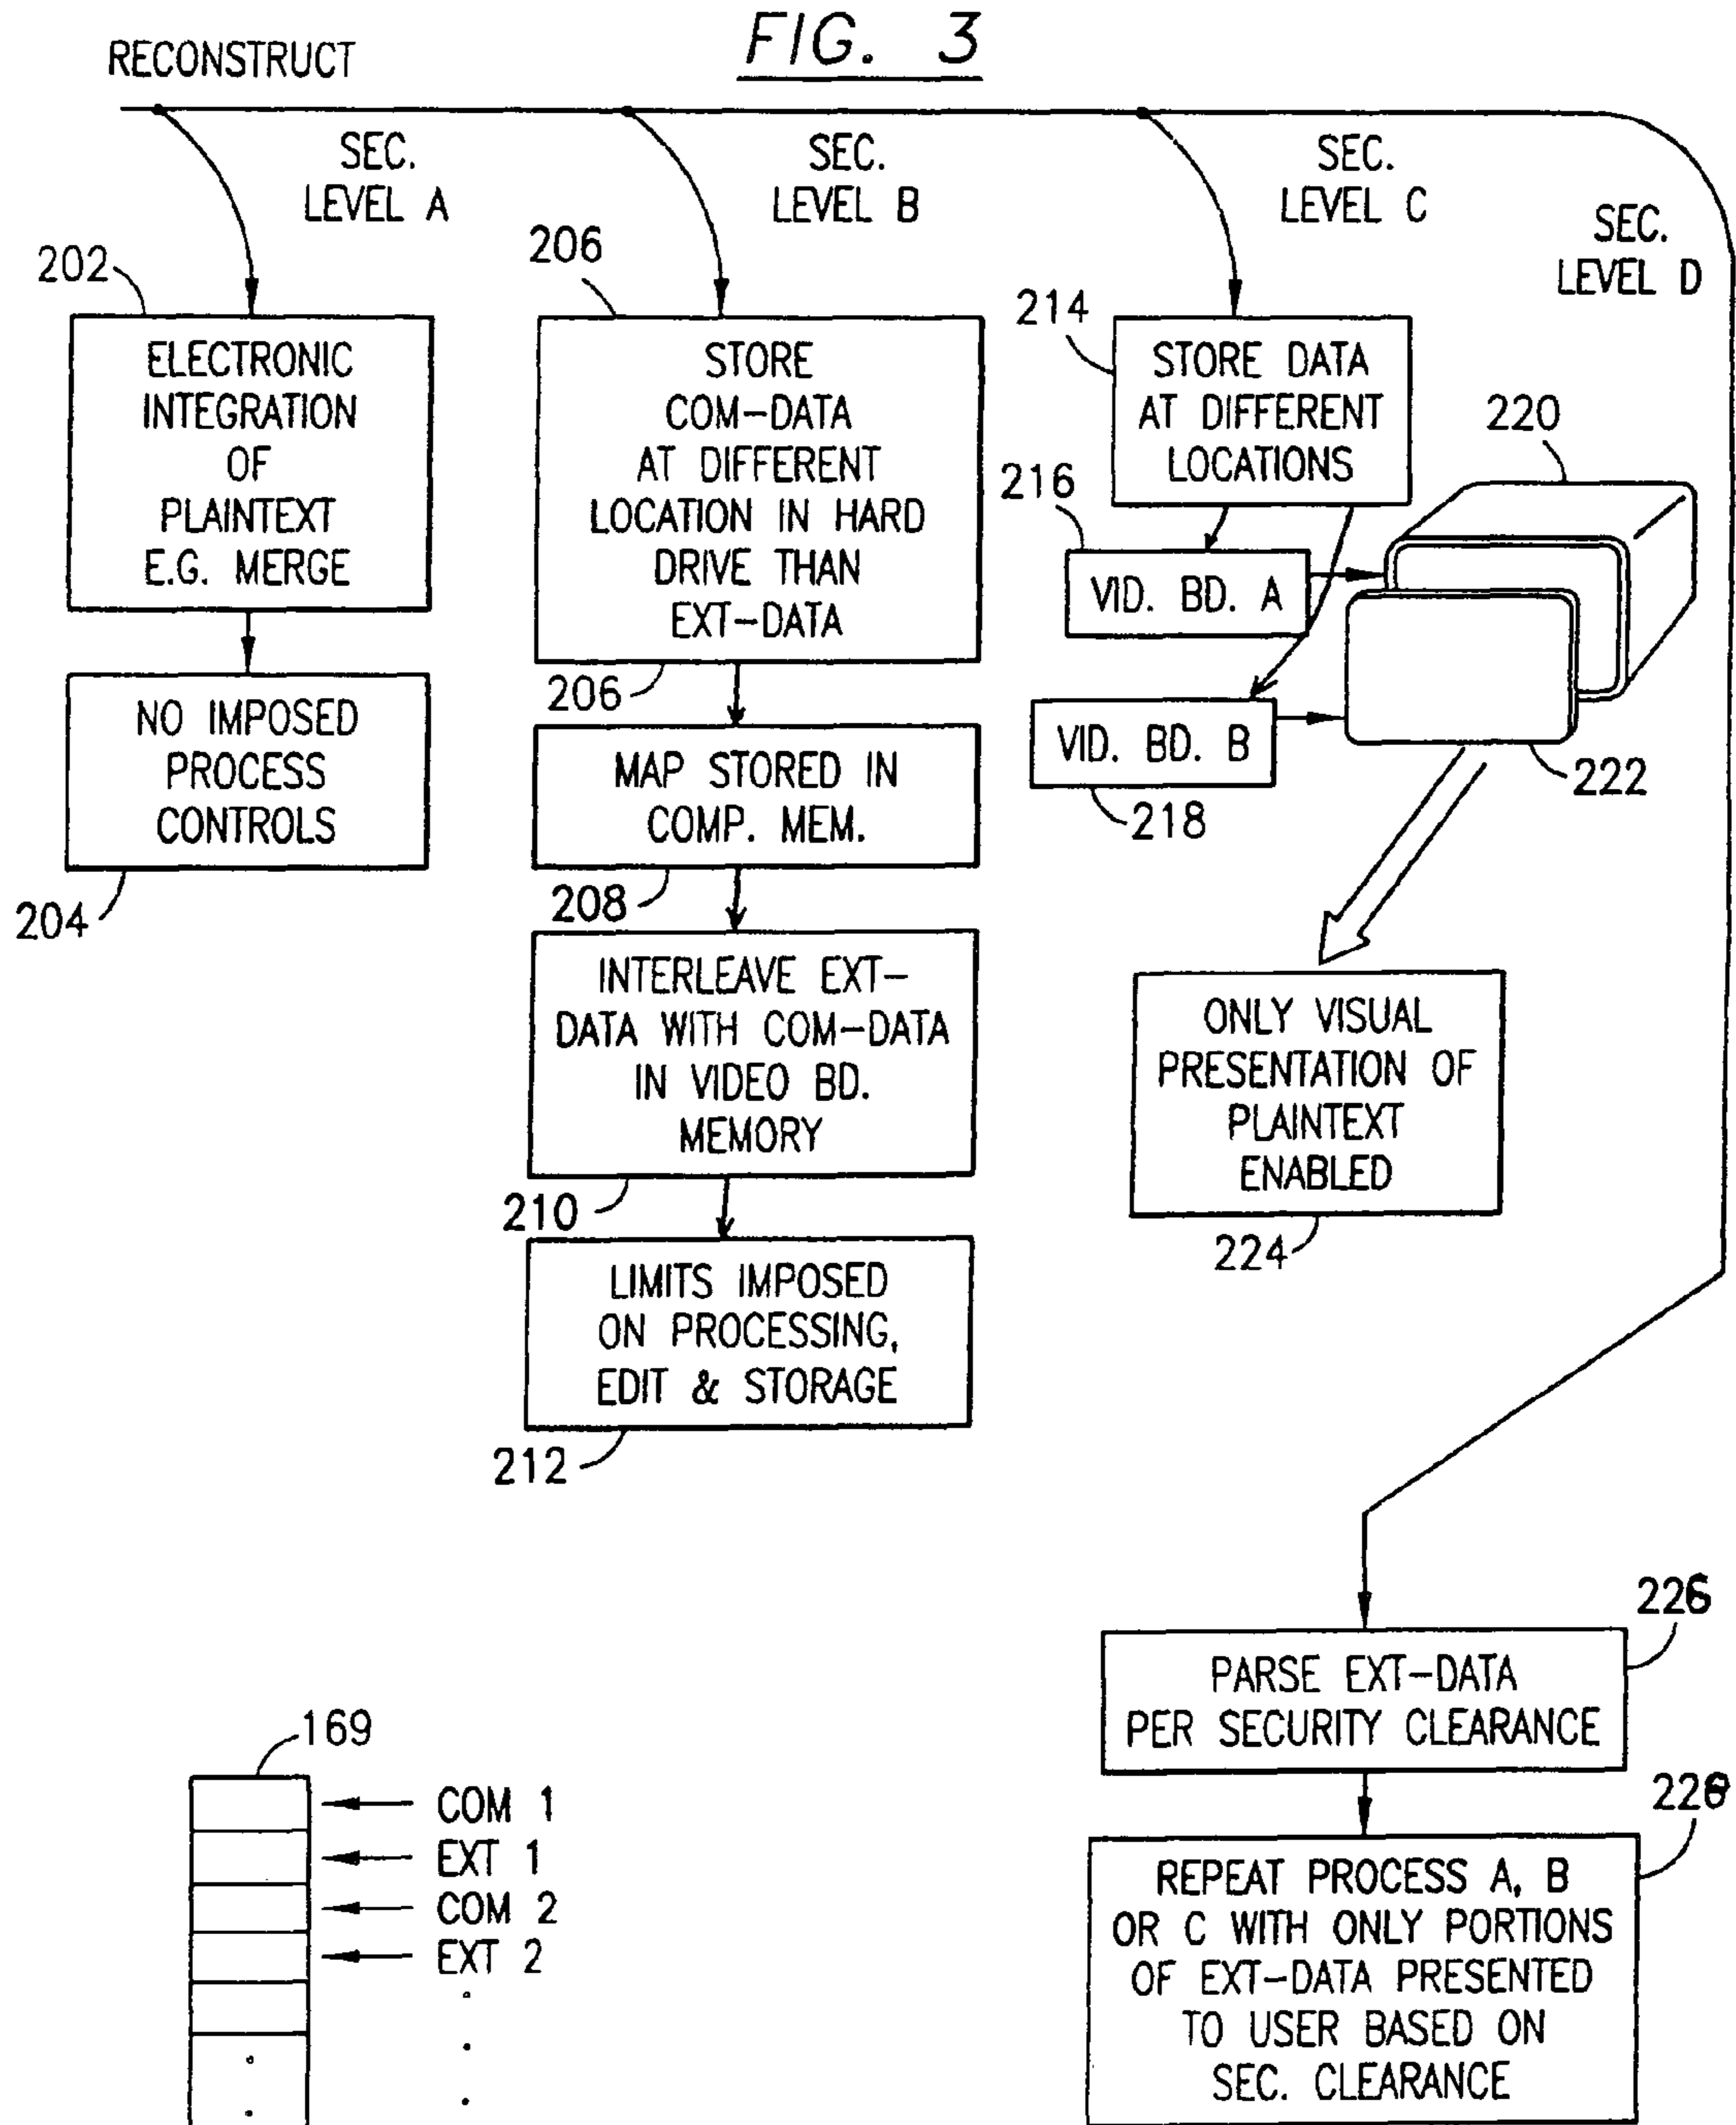 FIG. 3
RECONSTRUCT
SEC.
LEVEL A
SEC.
LEVEL B
SEC.
LEVEL C
SEC.
LEVEL D
202
ELECTRONIC
INTEGRATION
OF
PLAINTEXT
E.G. MERGE
NO IMPOSED
PROCESS
CONTROLS
204
206
STORE
COM-DATA
AT DIFFERENT
LOCATION IN HARD
DRIVE THAN
EXT-DATA
206
MAP STORED IN
COMP. MEM.
208
INTERLEAVE EXT-
DATA WITH COM-DATA
IN VIDEO BD.
MEMORY
210
LIMITS IMPOSED
ON PROCESSING,
EDIT & STORAGE
212
214
STORE DATA
AT DIFFERENT
LOCATIONS
216
VID. BD. A
VID. BD. B
218
220
222
ONLY VISUAL
PRESENTATION OF
PLAINTEXT
ENABLED
224
226
PARSE EXT-DATA
PER SECURITY CLEARANCE
REPEAT PROCESS A, B
OR C WITH ONLY PORTIONS
OF EXT-DATA PRESENTED
TO USER BASED ON
SEC. CLEARANCE
169
COM 1
EXT 1
COM 2
EXT 2